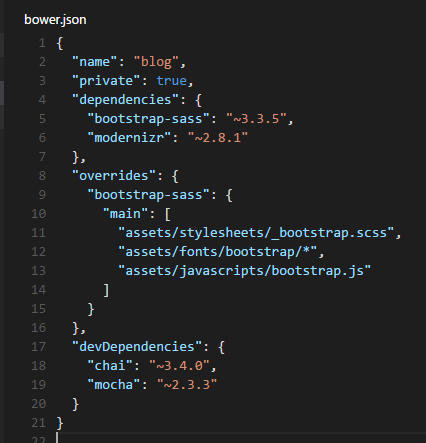 bower.json
1 {
2   "name": "blog",
3   "private": true,
4   "dependencies": {
5     "bootstrap-sass": "~3.3.5",
6     "modernizr": "~2.8.1"
7   },
8   "overrides": {
9     "bootstrap-sass": {
10       "main": [
11         "assets/stylesheets/_bootstrap.scss",
12         "assets/fonts/bootstrap/*",
13         "assets/javascripts/bootstrap.js"
14       ]
15     }
16   },
17   "devDependencies": {
18     "chai": "~3.4.0",
19     "mocha": "~2.3.3"
20   }
21 }
22